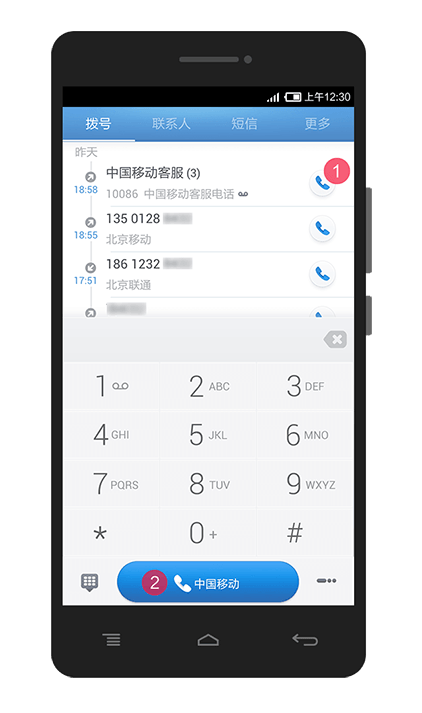 上午12:30
拨号 联系人 短信 更多
昨天
中国移动客服 (3)
1
18:58
10086 中国移动客服电话
135 0128
18:55
北京移动
186 1232
17:51
北京联通
1 2 ABC 3 DEF
4 GHI 5 JKL 6 MNO
7 PQRS 8 TUV 9 WXYZ
* 0 + #
2 中国移动